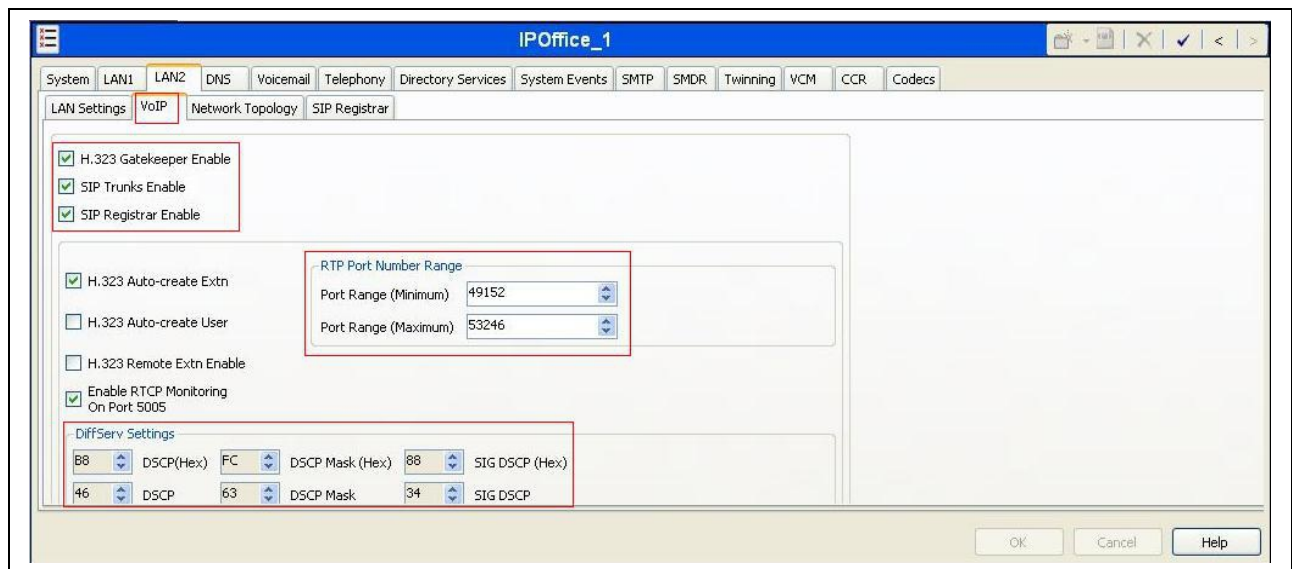 IPOffice_1
System LAN1 LAN2 DNS Voicemail Telephony Directory Services System Events SMTP SMDR Twinning VCM CCR Codecs
LAN Settings VoIP Network Topology SIP Registrar
H.323 Gatekeeper Enable
SIP Trunks Enable
SIP Registrar Enable
H.323 Auto-create Extn
H.323 Auto-create User
H.323 Remote Extn Enable
Enable RTCP Monitoring
On Port 5005
RTP Port Number Range
Port Range (Minimum) 49152
Port Range (Maximum) 53246
DiffServ Settings
B8 DSCP(Hex) FC DSCP Mask (Hex) 88 SIG DSCP (Hex)
46 DSCP 63 DSCP Mask 34 SIG DSCP
OK Cancel Help